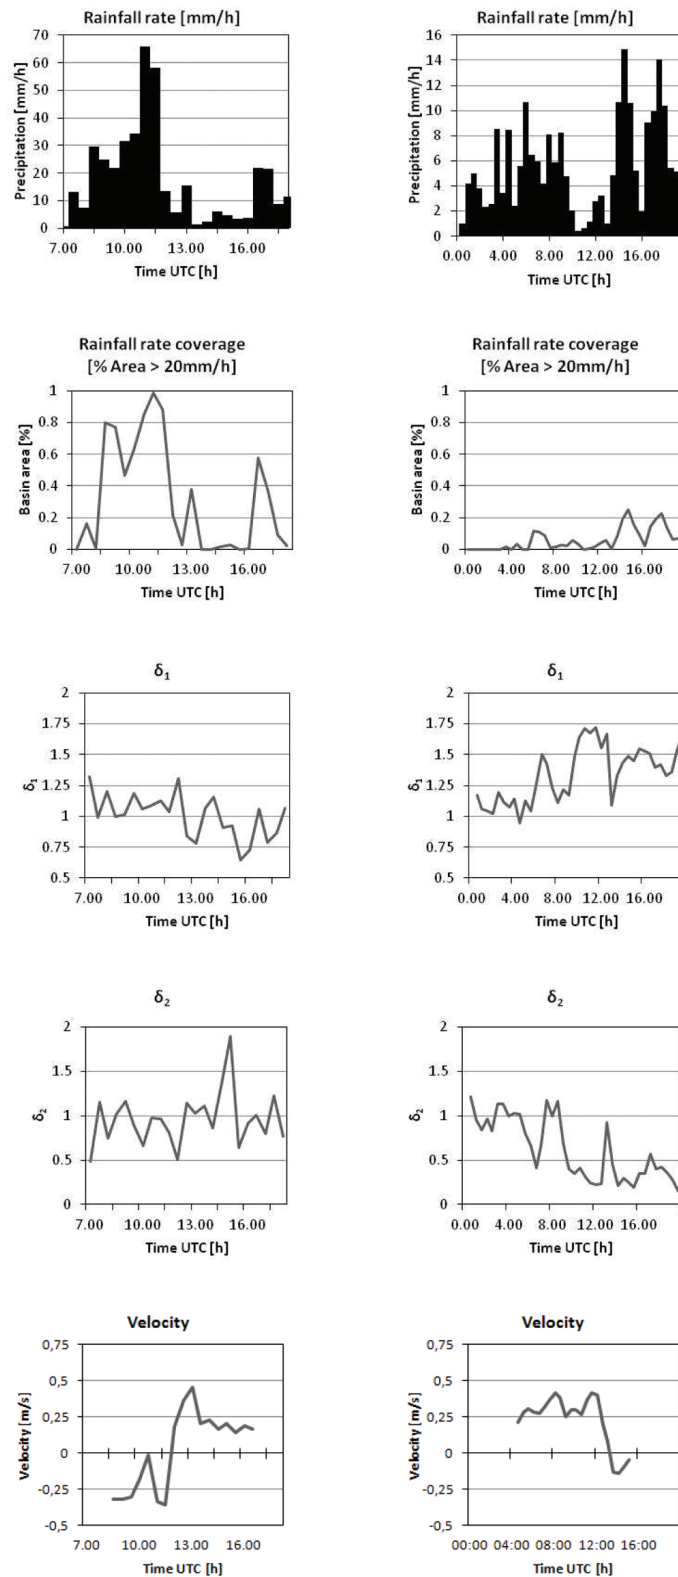 Rainfall rate [mm/h]
Precipitation [mm/h]
70
60
50
40
30
20
10
0
7.00 10.00 13.00 16.00
Time UTC [h]
Rainfall rate [mm/h]
Precipitation [mm/h]
16
14
12
10
8
6
4
2
0
0.00 4.00 8.00 12.00 16.00
Time UTC [h]
Rainfall rate coverage
[% Area > 20mm/h]
Basin area [%]
1
0.8
0.6
0.4
0.2
0
7.00 10.00 13.00 16.00
Time UTC [h]
Rainfall rate coverage
[% Area > 20mm/h]
Basin area [%]
1
0.8
0.6
0.4
0.2
0
0.00 4.00 8.00 12.00 16.00
Time UTC [h]
δ₁
δ₁
2
1.75
1.5
1.25
1
0.75
0.5
7.00 10.00 13.00 16.00
Time UTC [h]
δ₁
δ₁
2
1.75
1.5
1.25
1
0.75
0.5
0.00 4.00 8.00 12.00 16.00
Time UTC [h]
δ₂
δ₂
2
1.5
1
0.5
0
7.00 10.00 13.00 16.00
Time UTC [h]
δ₂
δ₂
2
1.5
1
0.5
0
0.00 4.00 8.00 12.00 16.00
Time UTC [h]
Velocity
Velocity [m/s]
0,75
0,5
0,25
0
-0,25
-0,5
7.00 10.00 13.00 16.00
Time UTC [h]
Velocity
Velocity [m/s]
0,75
0,5
0,25
0
-0,25
-0,5
00:00 04:00 08:00 12:00 16:00
Time UTC [h]